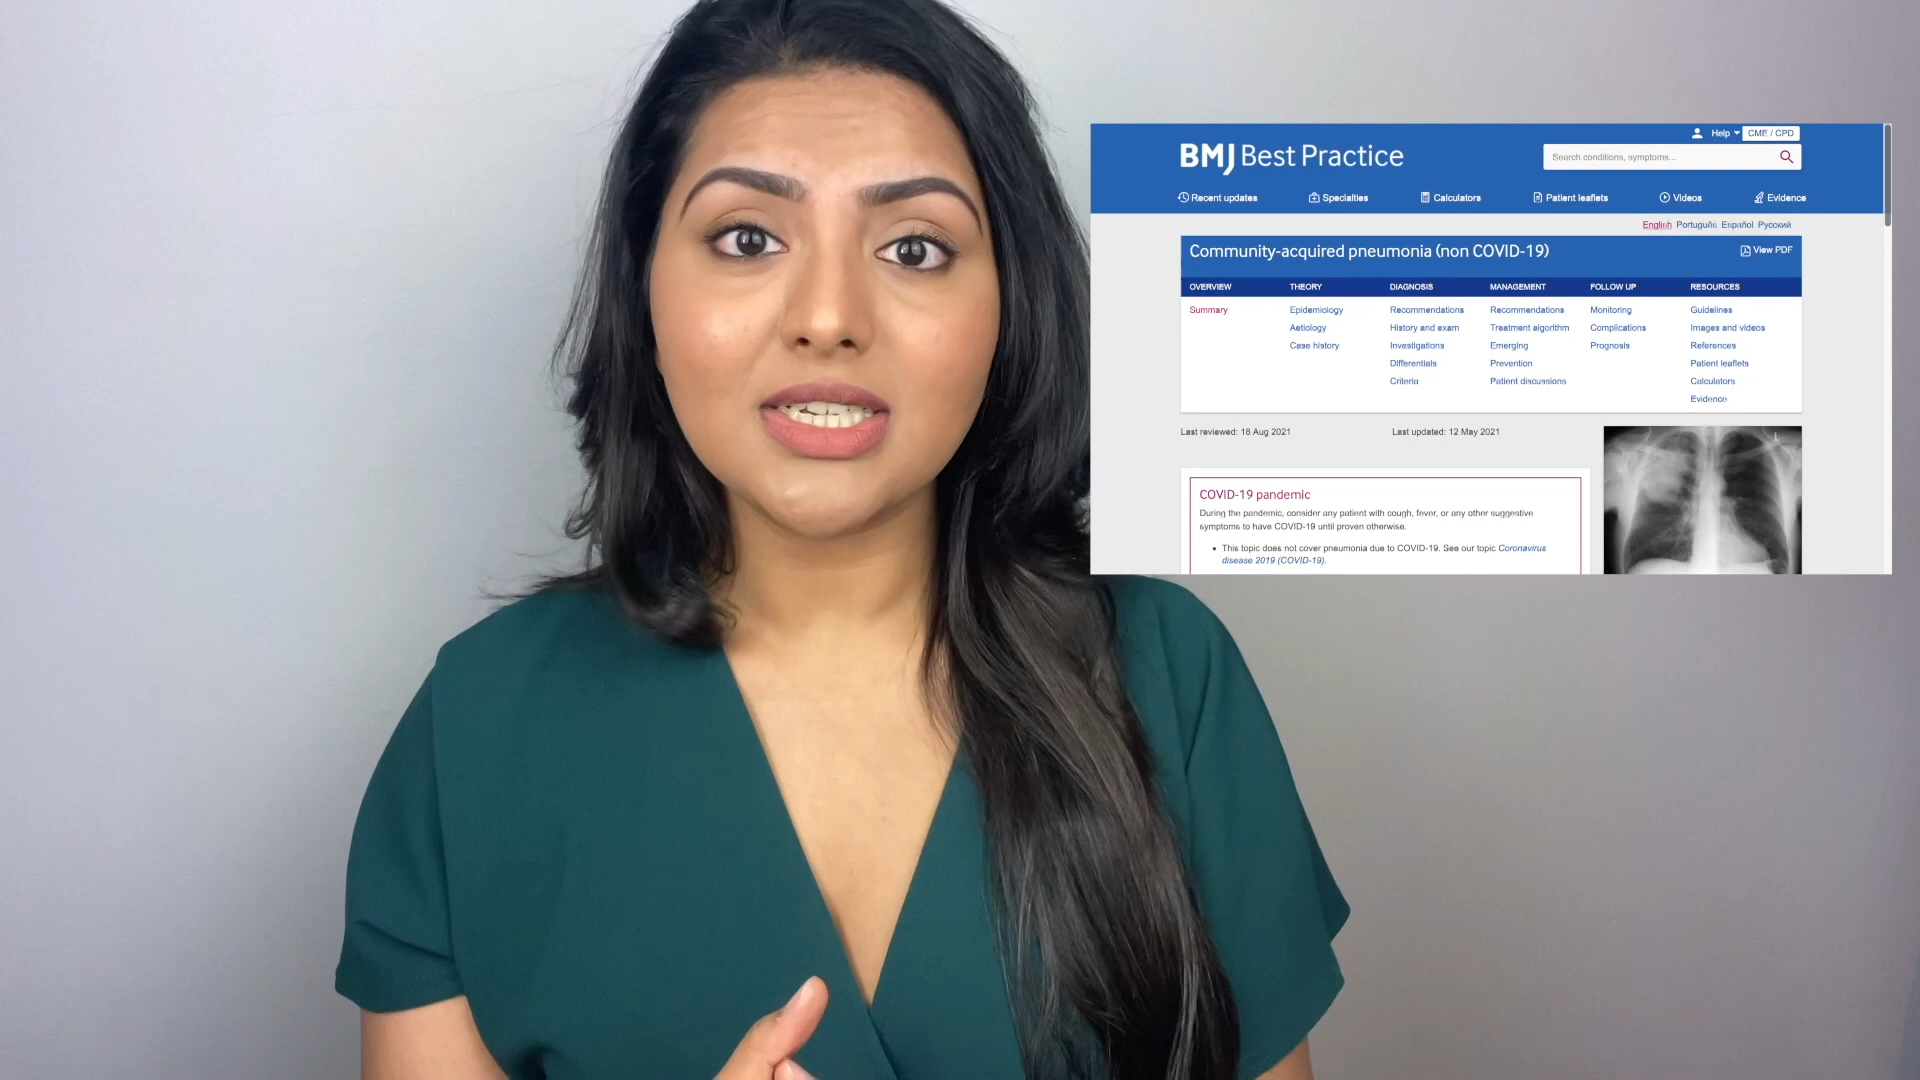 Help CME / CPD
BMJ Best Practice
Search conditions, symptoms...
Recent updates Specialties Calculators Patient leaflets Videos Evidence
English Português Español Русский
Community-acquired pneumonia (non COVID-19) View PDF
OVERVIEW THEORY DIAGNOSIS MANAGEMENT FOLLOW UP RESOURCES
Summary Epidemiology Recommendations Recommendations Monitoring Guidelines
Aetiology History and exam Treatment algorithm Complications Images and videos
Case history Investigations Emerging Prognosis References
Differentials Prevention Patient leaflets
Criteria Patient discussions Calculators
Evidence
Last reviewed: 18 Aug 2021 Last updated: 12 May 2021
L
COVID-19 pandemic
During the pandemic, consider any patient with cough, fever, or any other suggestive
symptoms to have COVID-19 until proven otherwise.
• This topic does not cover pneumonia due to COVID-19. See our topic Coronavirus
disease 2019 (COVID-19).